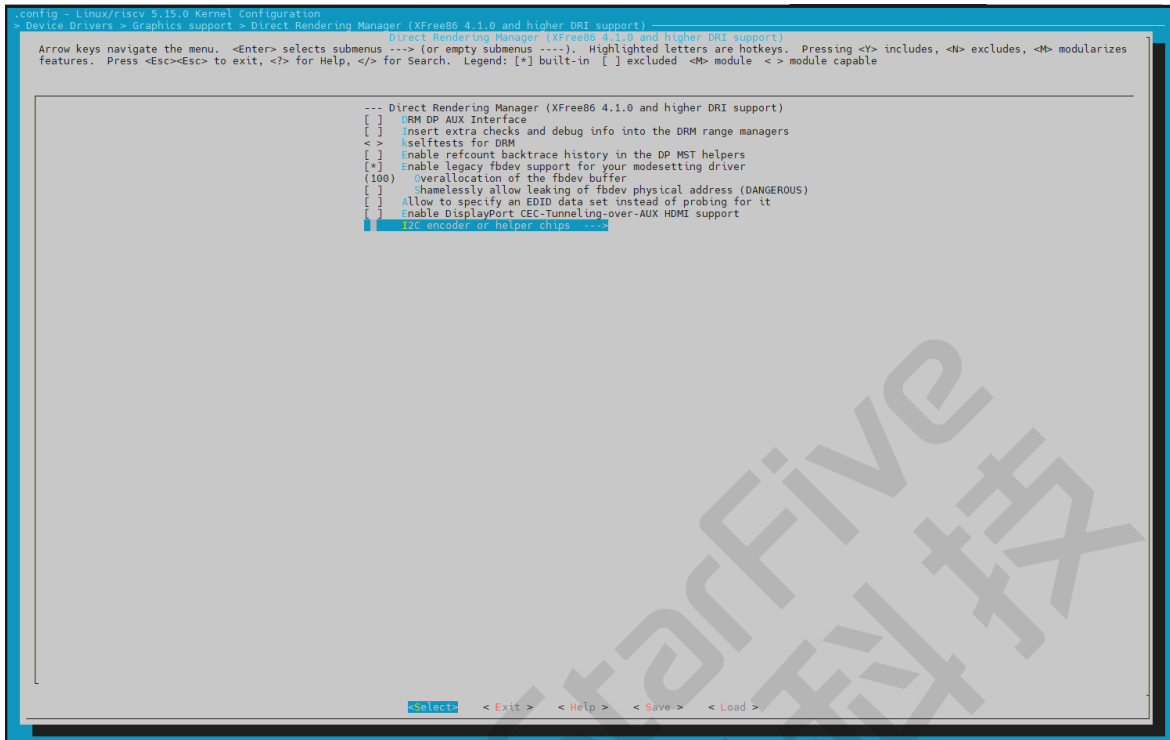 .config - Linux/riscv 5.15.0 Kernel Configuration
> Device Drivers > Graphics support > Direct Rendering Manager (XFree86 4.1.0 and higher DRI support)
Direct Rendering Manager (XFree86 4.1.0 and higher DRI support)
Arrow keys navigate the menu.  <Enter> selects submenus ---> (or empty submenus ----).  Highlighted letters are hotkeys.  Pressing <Y> includes, <N> excludes, <M> modularizes
features.  Press <Esc><Esc> to exit, <?> for Help, </> for Search.  Legend: [*] built-in  [ ] excluded  <M> module  < > module capable
--- Direct Rendering Manager (XFree86 4.1.0 and higher DRI support)
[ ]   DRM DP AUX Interface
[ ]   Insert extra checks and debug info into the DRM range managers
< >   kselftests for DRM
[ ]   Enable refcount backtrace history in the DP MST helpers
[*]   Enable legacy fbdev support for your modesetting driver
(100)   Overallocation of the fbdev buffer
[ ]     Shamelessly allow leaking of fbdev physical address (DANGEROUS)
[ ]   Allow to specify an EDID data set instead of probing for it
[ ]   Enable DisplayPort CEC-Tunneling-over-AUX HDMI support
I2C encoder or helper chips  --->
<Select>    < Exit >    < Help >    < Save >    < Load >
StarFive
科技